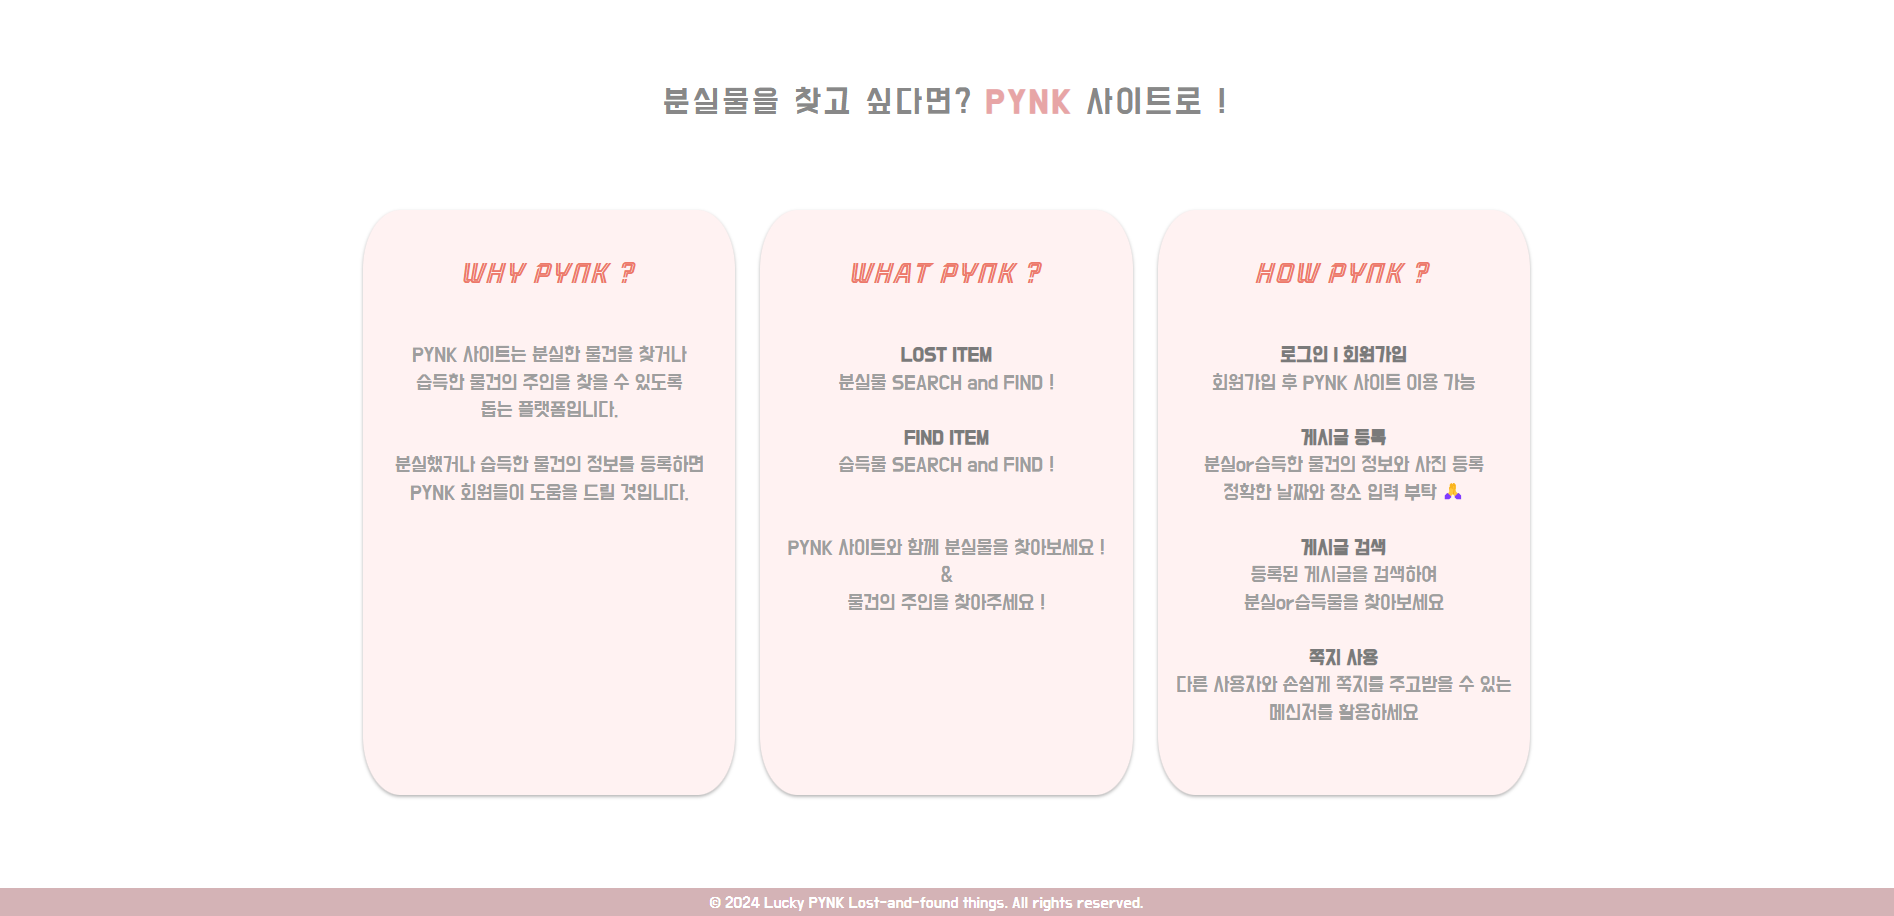 분실물을 찾고 싶다면? PYNK 사이트로 !
WHY PYNK ?
PYNK 사이트는 분실한 물건을 찾거나
습득한 물건의 주인을 찾을 수 있도록
돕는 플랫폼입니다.
분실했거나 습득한 물건의 정보를 등록하면
PYNK 회원들이 도움을 드릴 것입니다.
WHAT PYNK ?
LOST ITEM
분실물 SEARCH and FIND !
FIND ITEM
습득물 SEARCH and FIND !
PYNK 사이트와 함께 분실물을 찾아보세요 !
&
물건의 주인을 찾아주세요 !
HOW PYNK ?
로그인 | 회원가입
회원가입 후 PYNK 사이트 이용 가능
게시글 등록
분실or습득한 물건의 정보와 사진 등록
정확한 날짜와 장소 입력 부탁 🙏
게시글 검색
등록된 게시글을 검색하여
분실or습득물을 찾아보세요
쪽지 사용
다른 사용자와 손쉽게 쪽지를 주고받을 수 있는
메신저를 활용하세요
© 2024 Lucky PYNK Lost-and-found things. All rights reserved.